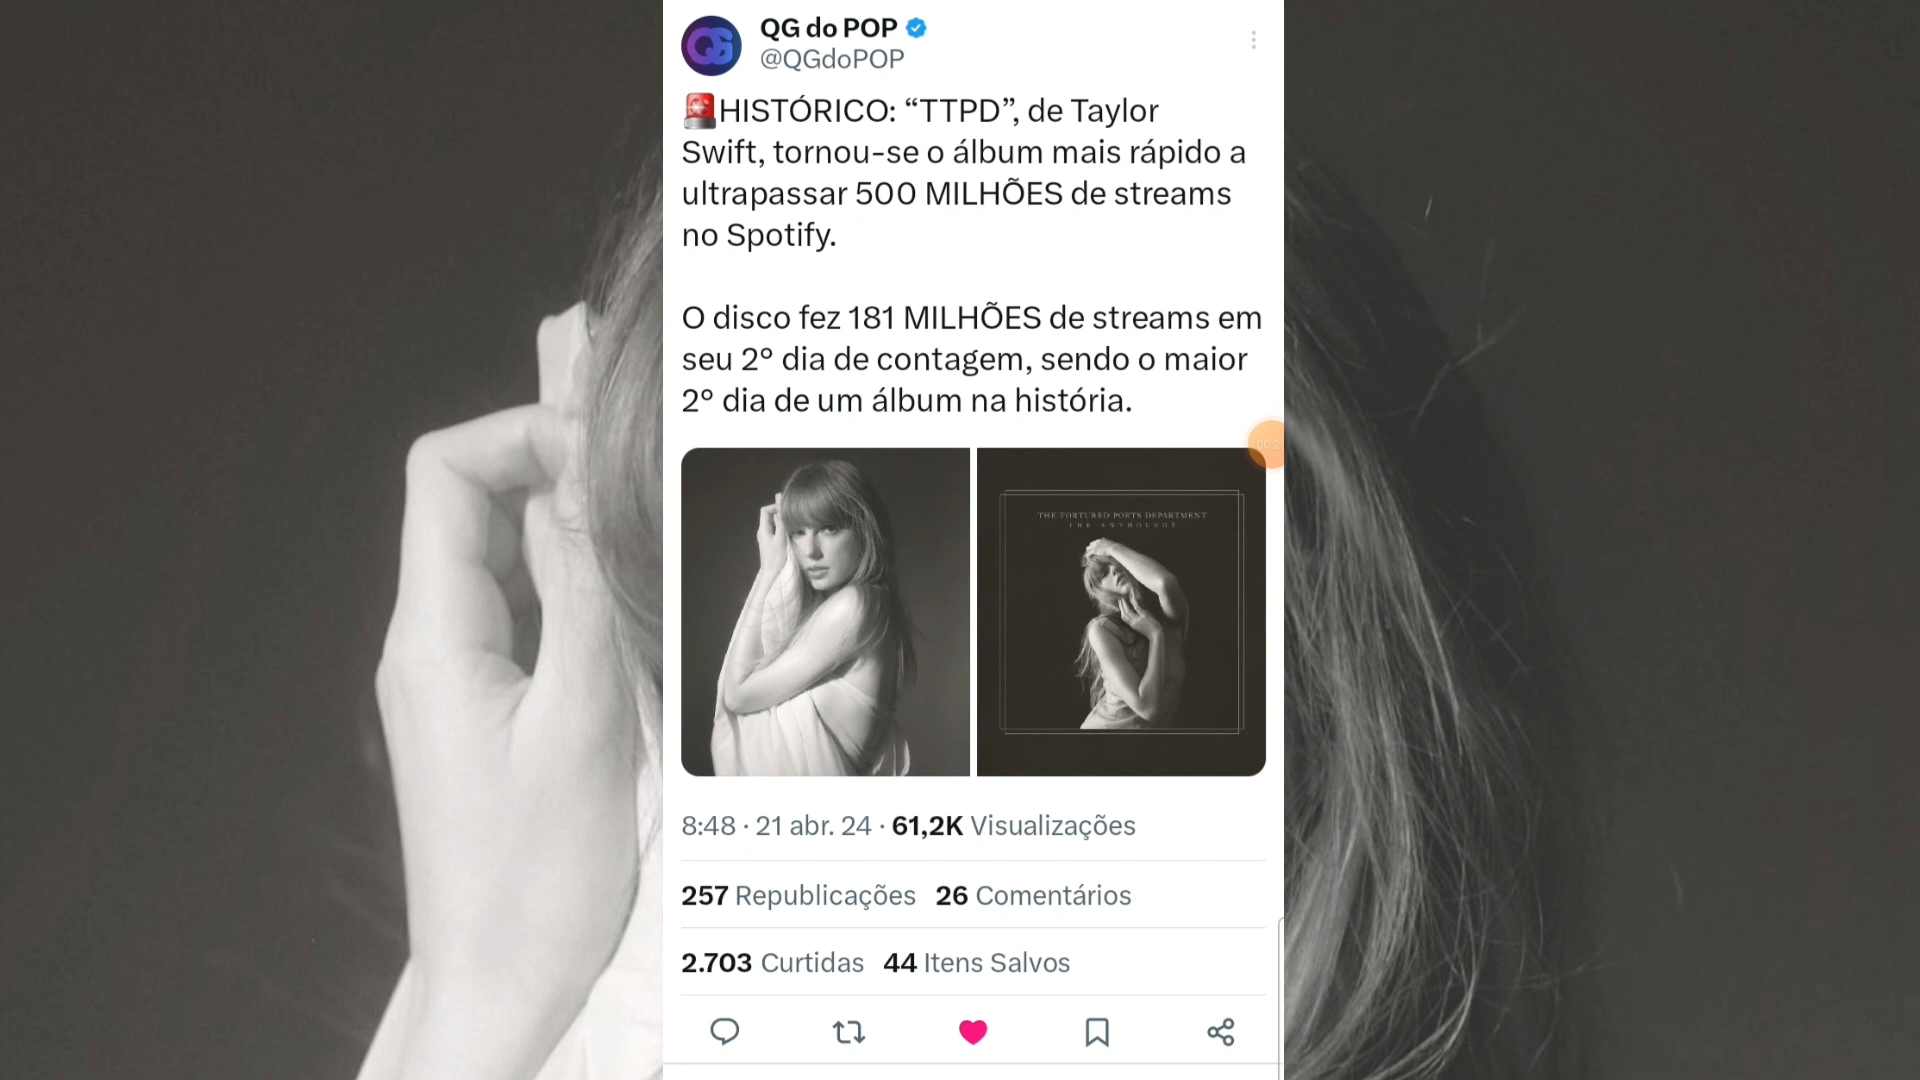 QG do POP
@QGdoPOP
🚨HISTÓRICO: “TTPD”, de Taylor
Swift, tornou-se o álbum mais rápido a
ultrapassar 500 MILHÕES de streams
no Spotify.
O disco fez 181 MILHÕES de streams em
seu 2º dia de contagem, sendo o maior
2º dia de um álbum na história.
THE TORTURED POETS DEPARTMENT
THE ANTHOLOGY
8:48 · 21 abr. 24 · 61,2K Visualizações
257 Republicações 26 Comentários
2.703 Curtidas 44 Itens Salvos